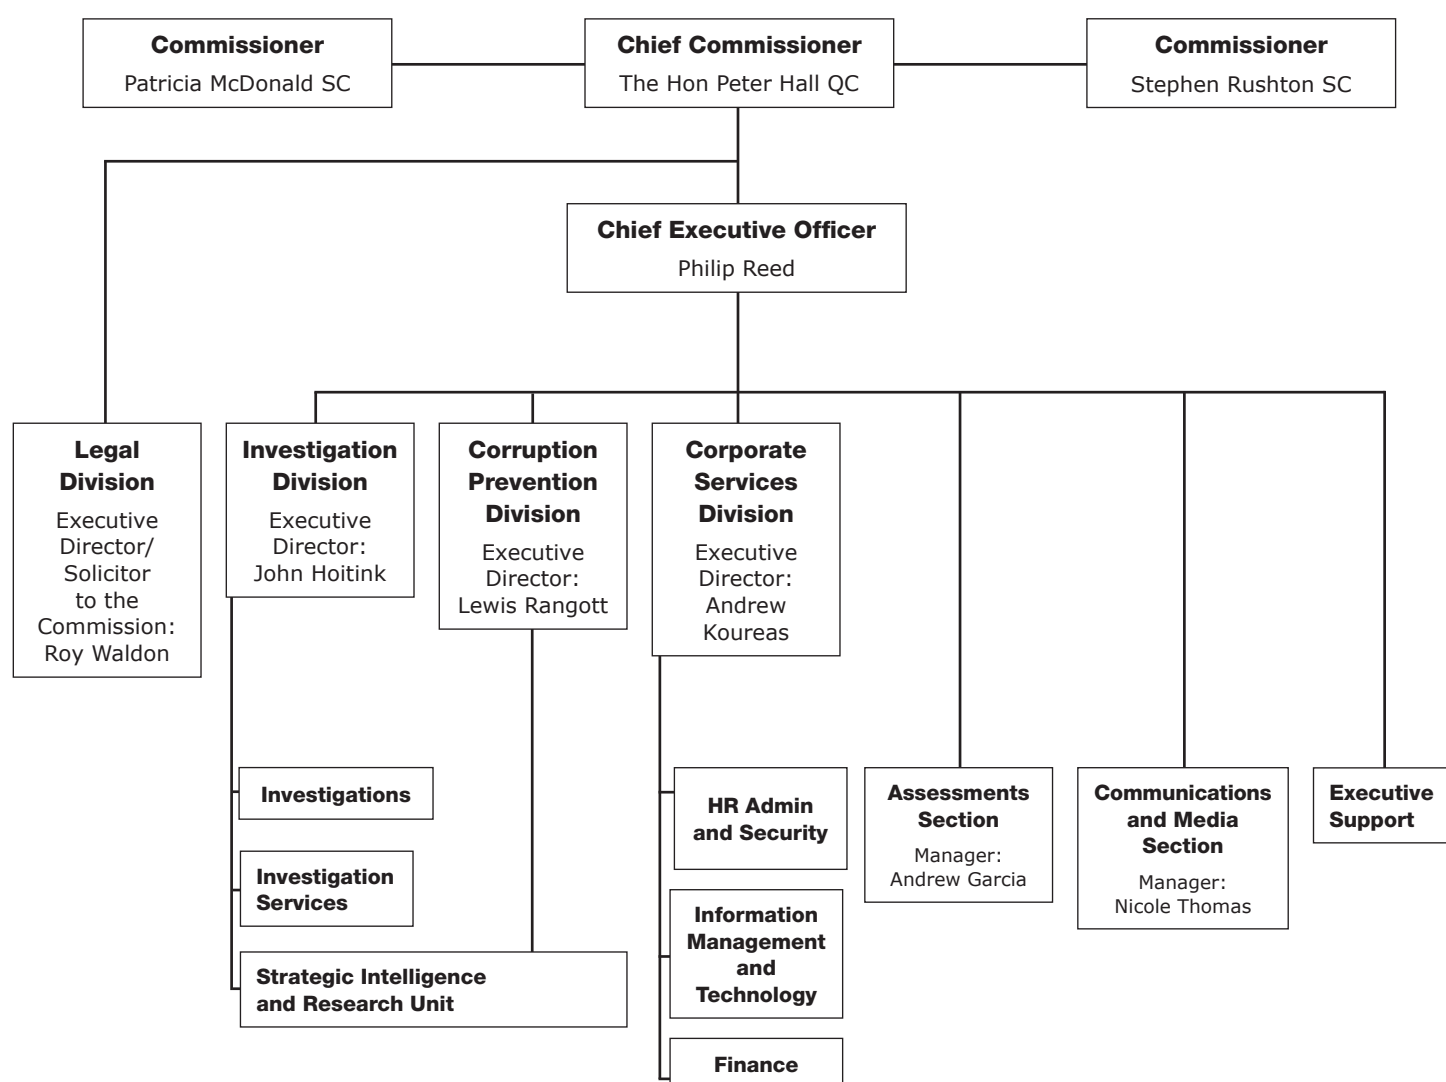 Commissioner
Patricia McDonald SC
Chief Commissioner
The Hon Peter Hall QC
Commissioner
Stephen Rushton SC
Chief Executive Officer
Philip Reed
Legal
Division
Executive
Director/
Solicitor
to the
Commission:
Roy Waldon
Investigation
Division
Executive
Director:
John Hoitink
Corruption
Prevention
Division
Executive
Director:
Lewis Rangott
Corporate
Services
Division
Executive
Director:
Andrew
Koureas
Investigations
Investigation
Services
Strategic Intelligence
and Research Unit
HR Admin
and Security
Information
Management
and
Technology
Finance
Assessments
Section
Manager:
Andrew Garcia
Communications
and Media
Section
Manager:
Nicole Thomas
Executive
Support